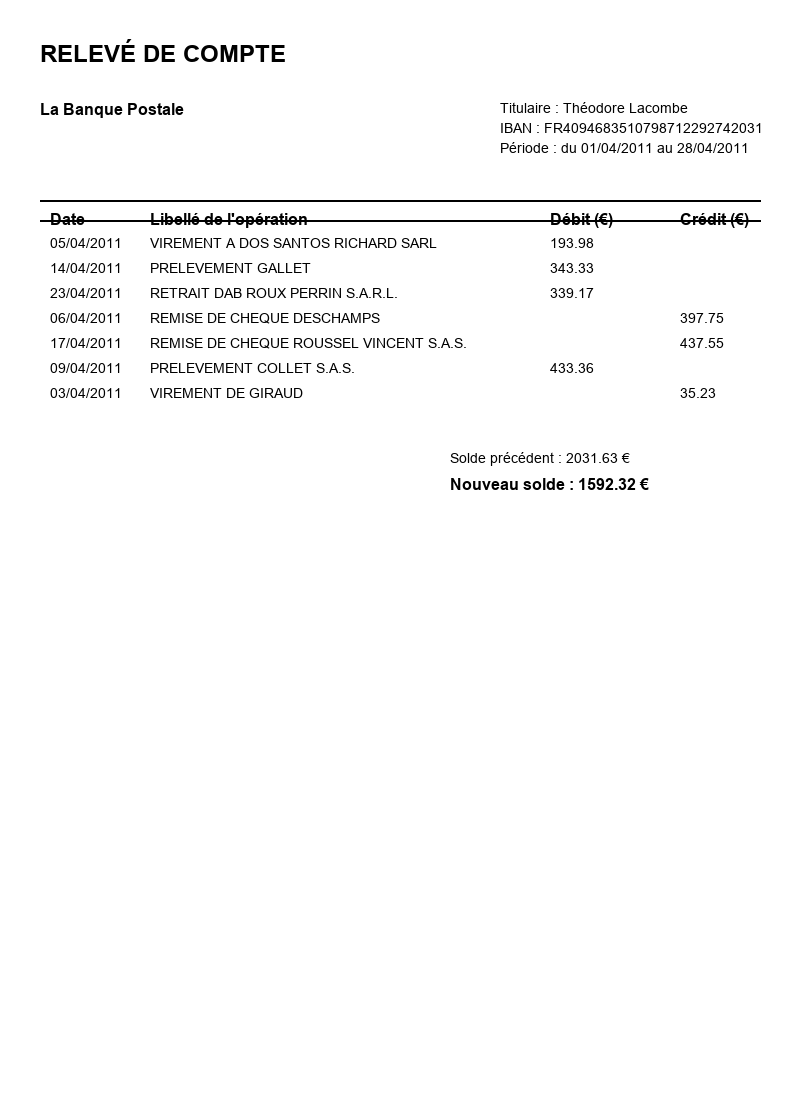 RELEVÉ DE COMPTE
La Banque Postale
Titulaire : Théodore Lacombe
IBAN : FR4094683510798712292742031
Période : du 01/04/2011 au 28/04/2011
Date Libellé de l'opération Débit (€) Crédit (€)
05/04/2011 VIREMENT A DOS SANTOS RICHARD SARL 193.98
14/04/2011 PRELEVEMENT GALLET 343.33
23/04/2011 RETRAIT DAB ROUX PERRIN S.A.R.L. 339.17
06/04/2011 REMISE DE CHEQUE DESCHAMPS 397.75
17/04/2011 REMISE DE CHEQUE ROUSSEL VINCENT S.A.S. 437.55
09/04/2011 PRELEVEMENT COLLET S.A.S. 433.36
03/04/2011 VIREMENT DE GIRAUD 35.23
Solde précédent : 2031.63 €
Nouveau solde : 1592.32 €